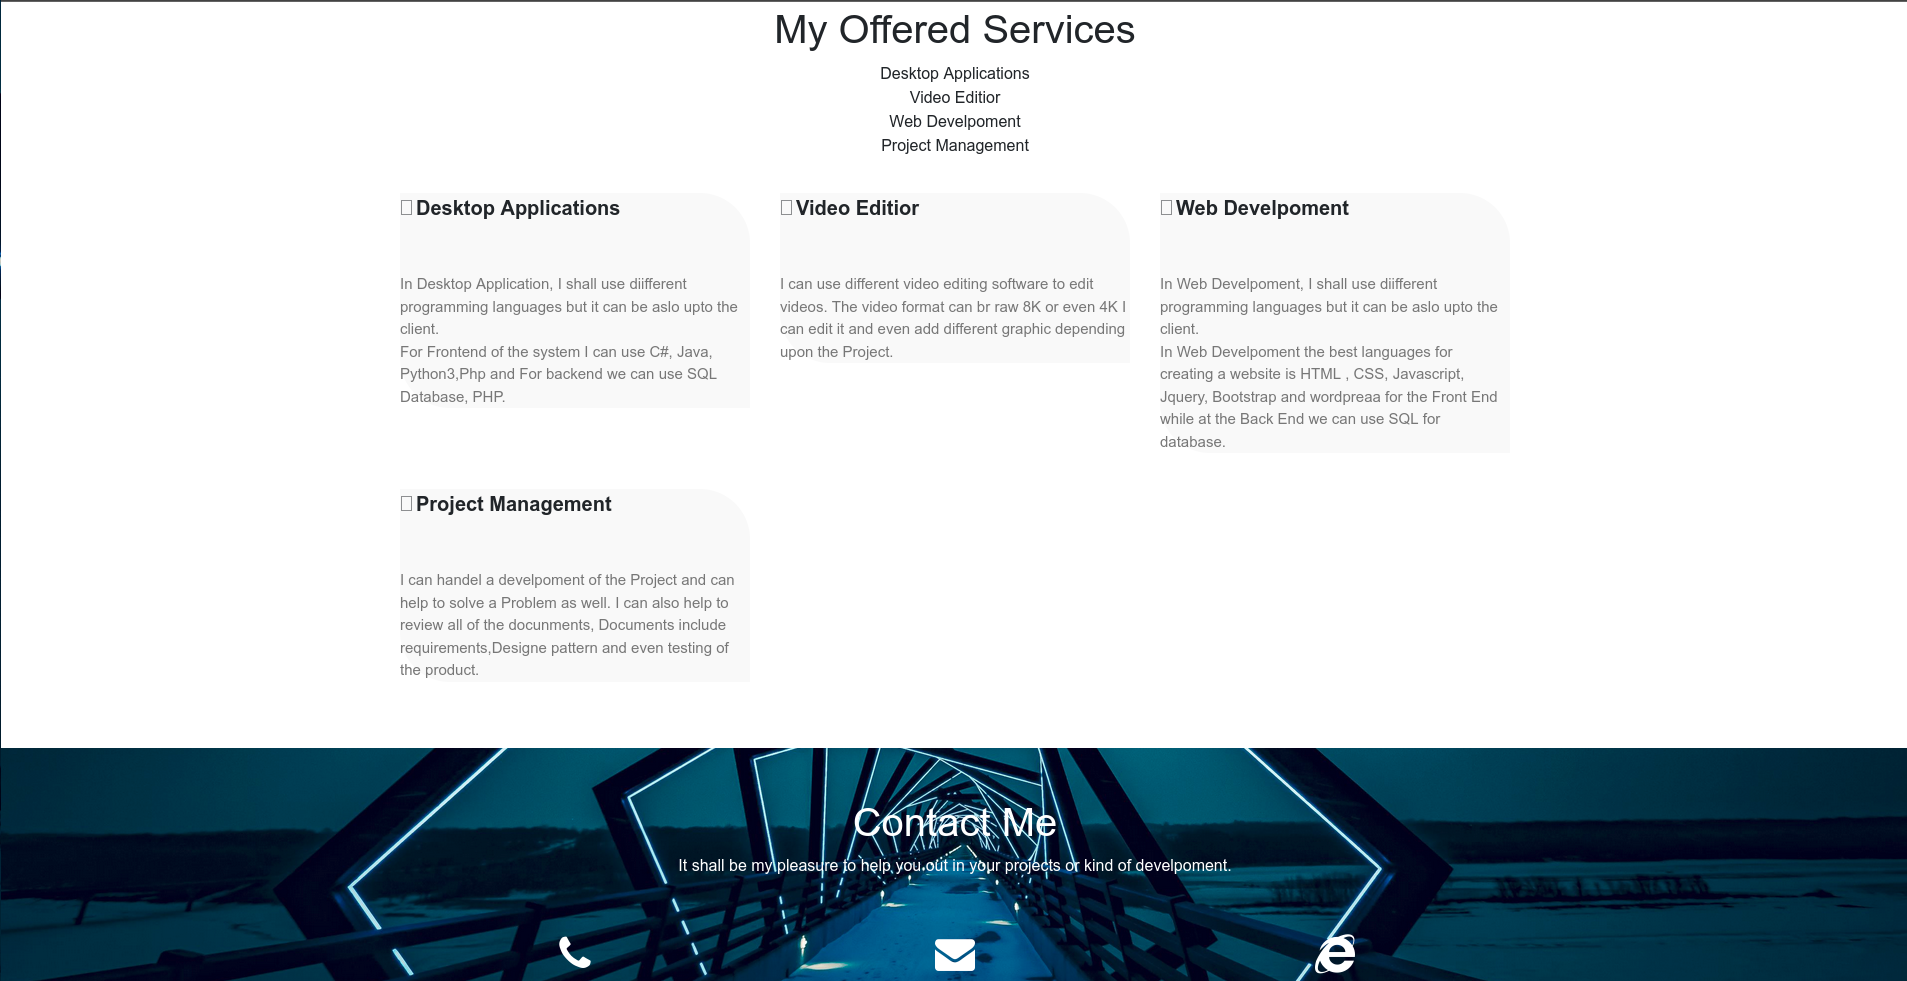 My Offered Services
Desktop Applications
Video Editior
Web Develpoment
Project Management
Desktop Applications
In Desktop Application, I shall use diifferent
programming languages but it can be aslo upto the
client.
For Frontend of the system I can use C#, Java,
Python3,Php and For backend we can use SQL
Database, PHP.
Video Editior
I can use different video editing software to edit
videos. The video format can br raw 8K or even 4K I
can edit it and even add different graphic depending
upon the Project.
Web Develpoment
In Web Develpoment, I shall use diifferent
programming languages but it can be aslo upto the
client.
In Web Develpoment the best languages for
creating a website is HTML , CSS, Javascript,
Jquery, Bootstrap and wordpreaa for the Front End
while at the Back End we can use SQL for
database.
Project Management
I can handel a develpoment of the Project and can
help to solve a Problem as well. I can also help to
review all of the docunments, Documents include
requirements,Designe pattern and even testing of
the product.
Contact Me
It shall be my pleasure to help you out in your projects or kind of develpoment.